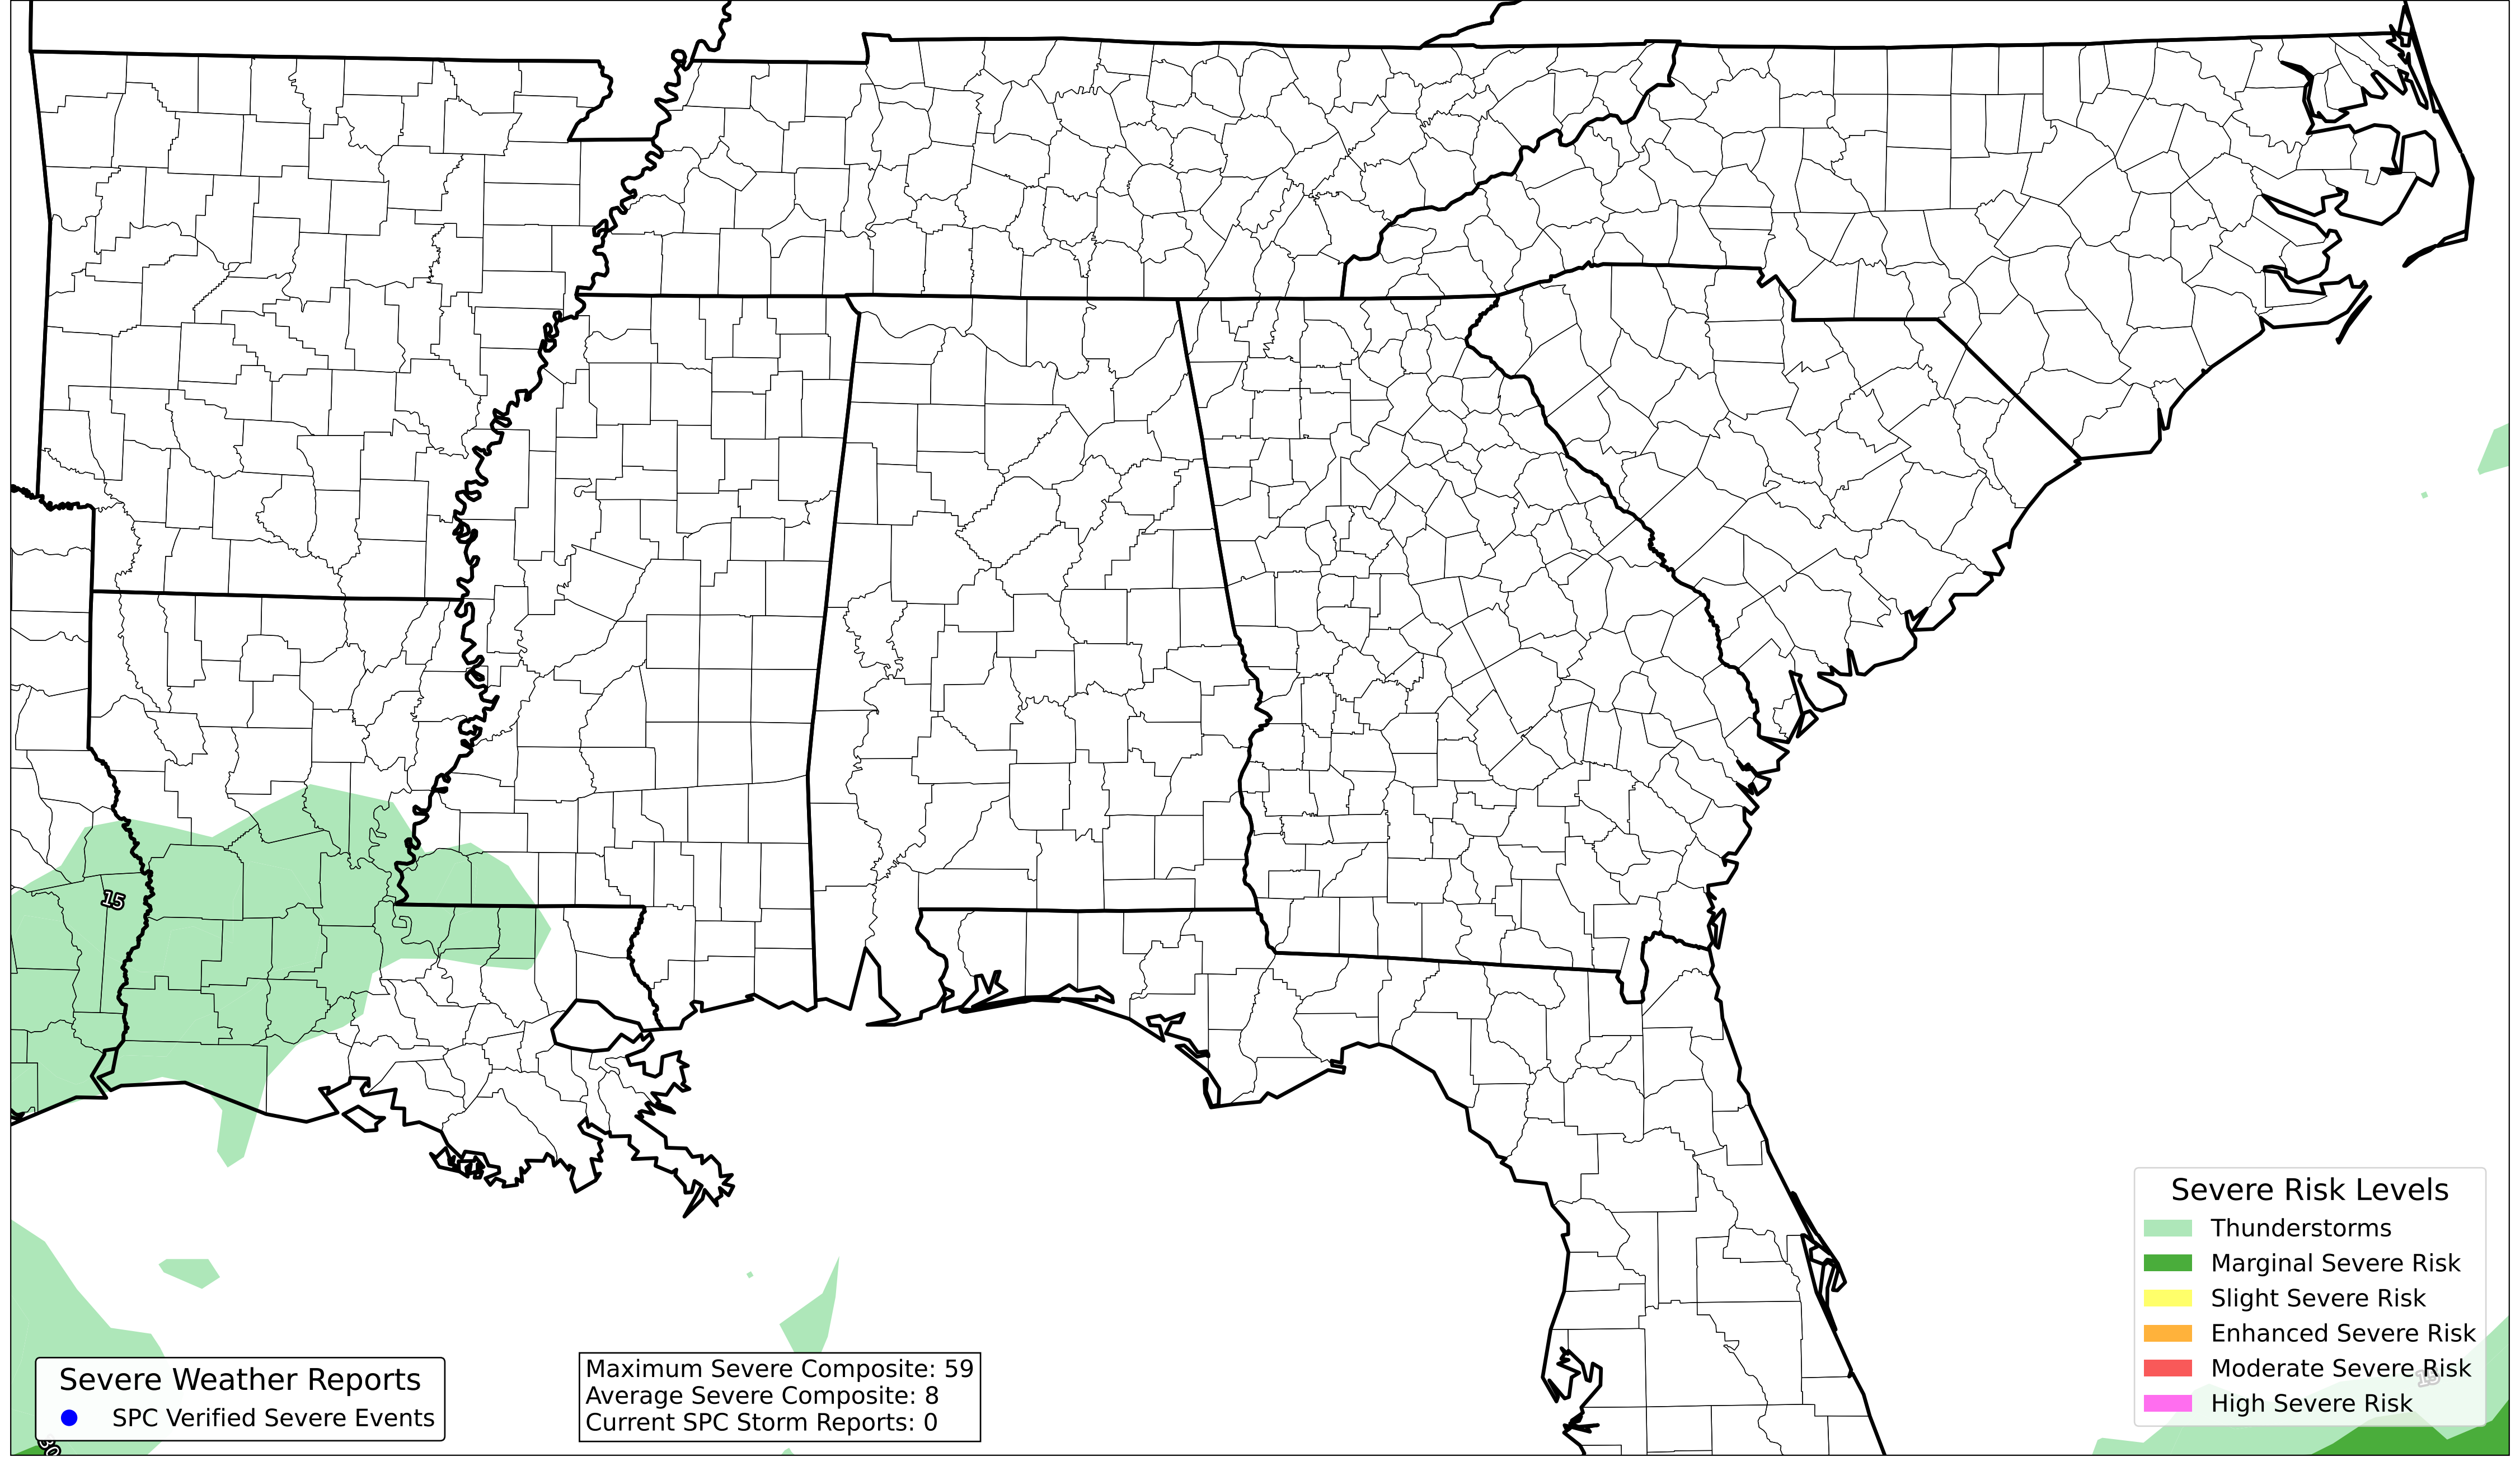 15
Severe Risk Levels
Thunderstorms
Marginal Severe Risk
Slight Severe Risk
Enhanced Severe Risk
Moderate Severe Risk
15
High Severe Risk
Severe Weather Reports
SPC Verified Severe Events
30
Maximum Severe Composite: 59
Average Severe Composite: 8
Current SPC Storm Reports: 0